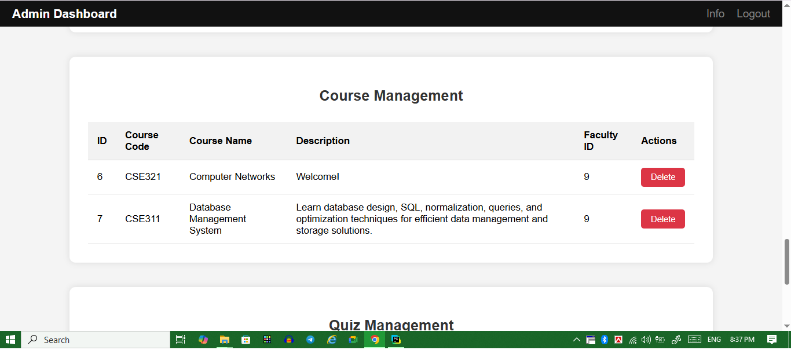 Admin Dashboard
Info Logout
Course Management
ID Course Code Course Name Description Faculty ID Actions
6 CSE321 Computer Networks Welcome! 9 Delete
7 CSE311 Database Management System Learn database design, SQL, normalization, queries, and optimization techniques for efficient data management and storage solutions. 9 Delete
Quiz Management
Search
ENG 8:37 PM